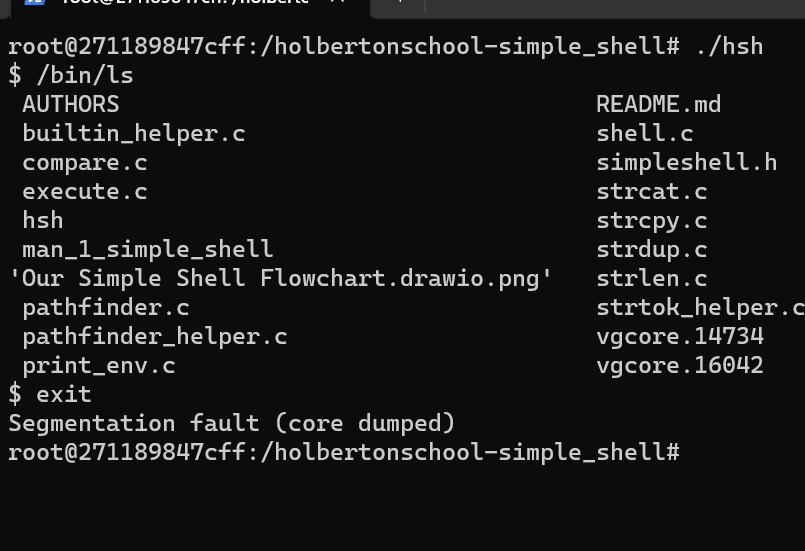 root@271189847cff:/holbertonschool-simple_shell# ./hsh
$ /bin/ls
 AUTHORS                                  README.md
 builtin_helper.c                         shell.c
 compare.c                                simpleshell.h
 execute.c                                strcat.c
 hsh                                      strcpy.c
 man_1_simple_shell                       strdup.c
'Our Simple Shell Flowchart.drawio.png'   strlen.c
 pathfinder.c                             strtok_helper.c
 pathfinder_helper.c                      vgcore.14734
 print_env.c                              vgcore.16042
$ exit
Segmentation fault (core dumped)
root@271189847cff:/holbertonschool-simple_shell#